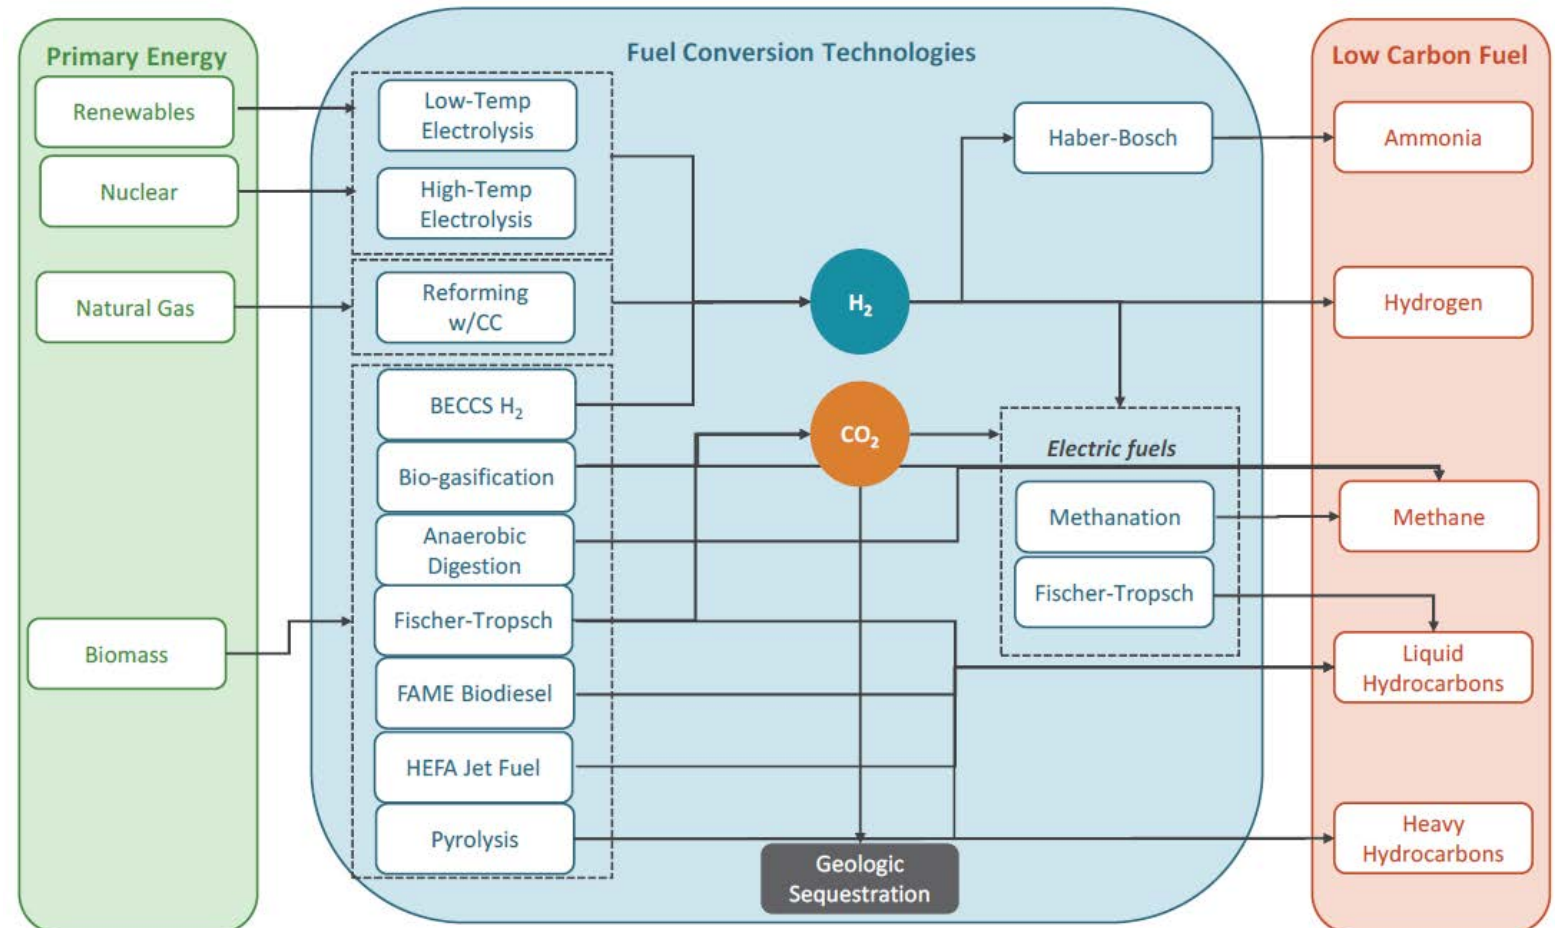 Primary Energy
Renewables
Nuclear
Natural Gas
Biomass
Fuel Conversion Technologies
Low-Temp
Electrolysis
High-Temp
Electrolysis
Reforming
w/CC
BECCS H₂
Bio-gasification
Anaerobic
Digestion
Fischer-Tropsch
FAME Biodiesel
HEFA Jet Fuel
Pyrolysis
H₂
CO₂
Geologic
Sequestration
Haber-Bosch
Electric fuels
Methanation
Fischer-Tropsch
Low Carbon Fuel
Ammonia
Hydrogen
Methane
Liquid
Hydrocarbons
Heavy
Hydrocarbons